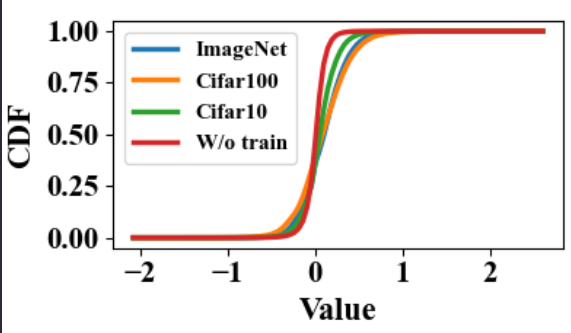 1.00
0.75
0.50
0.25
0.00
CDF
ImageNet
Cifar100
Cifar10
W/o train
−2 −1 0 1 2
Value